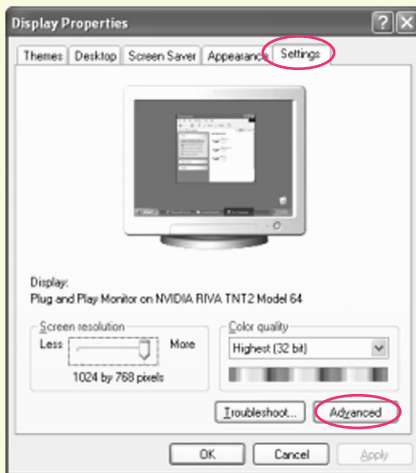 Display Properties
Themes Desktop Screen Saver Appearance Settings
Display:
Plug and Play Monitor on NVIDIA RIVA TNT2 Model 64
Screen resolution
Less More
1024 by 768 pixels
Color quality
Highest (32 bit)
Troubleshoot... Advanced
OK Cancel Apply